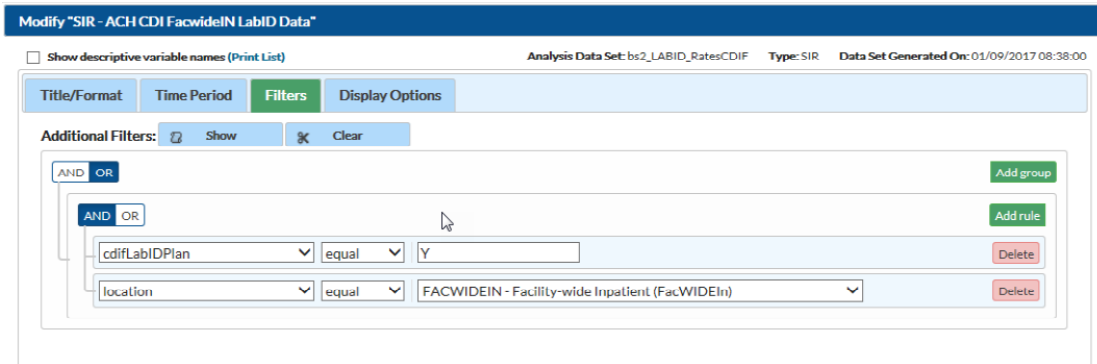 Modify "SIR - ACH CDI FacwideIN LabID Data"
Show descriptive variable names (Print List) Analysis Data Set: bs2_LABID_RatesCDIF Type: SIR Data Set Generated On: 01/09/2017 08:38:00
Title/Format Time Period Filters Display Options
Additional Filters: Show Clear
AND OR Add group
AND OR Add rule
cdifLabIDPlan equal Y Delete
location equal FACWIDEIN - Facility-wide Inpatient (FacWIDEIn) Delete